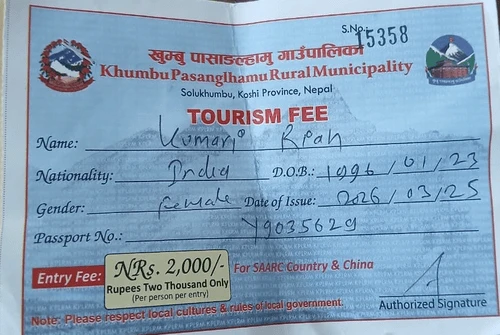 S.No: 15358
खुम्बु पासाङल्हामु गाउँपालिका
Khumbu Pasanglhamu Rural Municipality
Solukhumbu, Koshi Province, Nepal
TOURISM FEE
Name: Kumari
Nationality: India D.O.B.: 1996/01/23
Gender: female Date of Issue: 2026/03/25
Passport No.: Y9035629
Entry Fee: NRs. 2,000/- For SAARC Country & China
Rupees Two Thousand Only
(Per person per entry)
Authorized Signature
Note: Please respect local cultures & rules of local government.